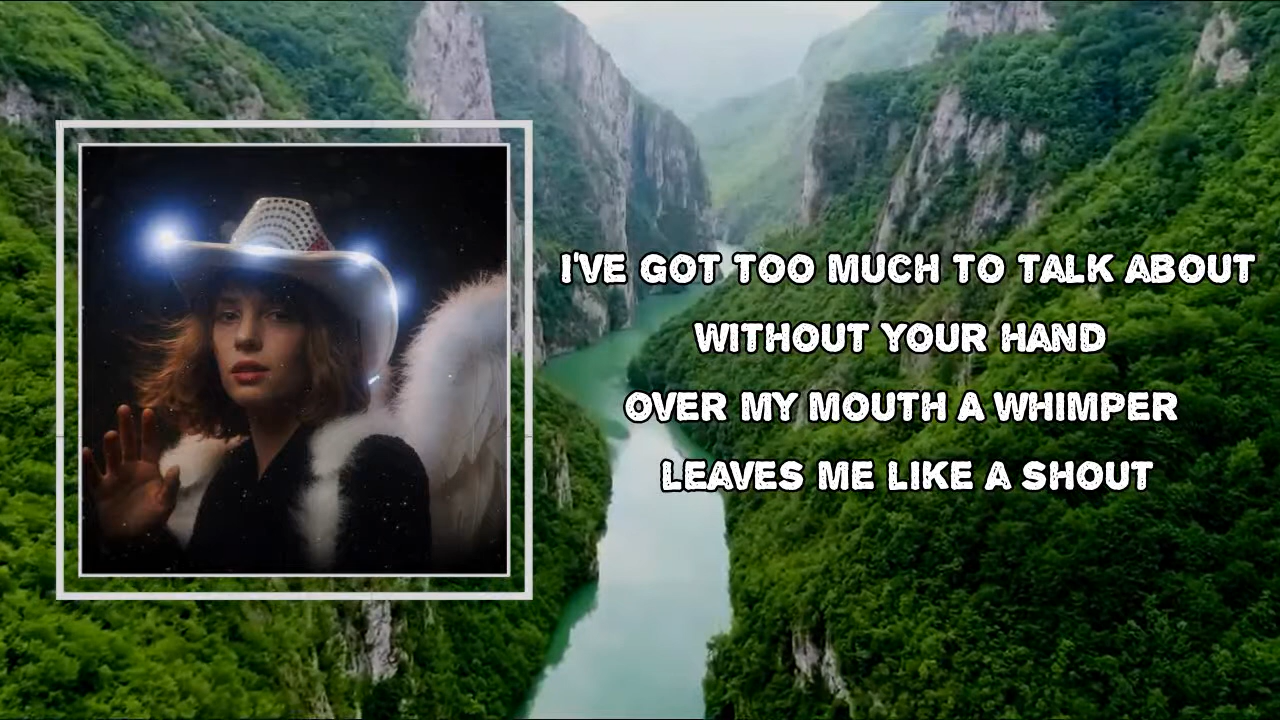 I'VE GOT TOO MUCH TO TALK ABOUT
WITHOUT YOUR HAND
OVER MY MOUTH A WHIMPER
LEAVES ME LIKE A SHOUT